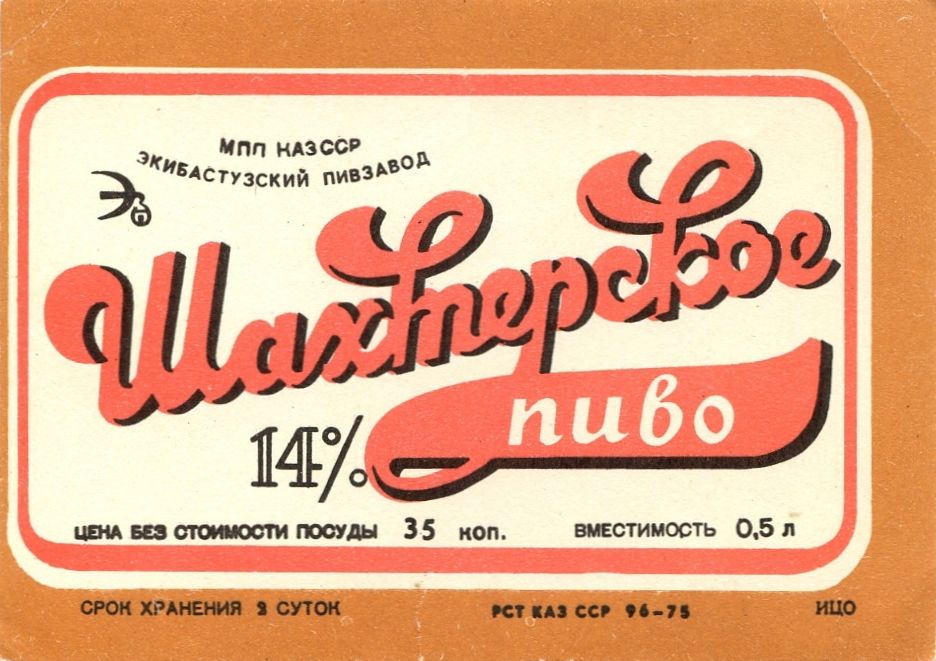 МПП КАЗССР
ЭКИБАСТУЗСКИЙ ПИВЗАВОД
Шахтерское
пиво
14%
ЦЕНА БЕЗ СТОИМОСТИ ПОСУДЫ 35 коп. ВМЕСТИМОСТЬ 0,5 л
СРОК ХРАНЕНИЯ СУТОК РСТ КАЗ ССР 96-75 ИЦО